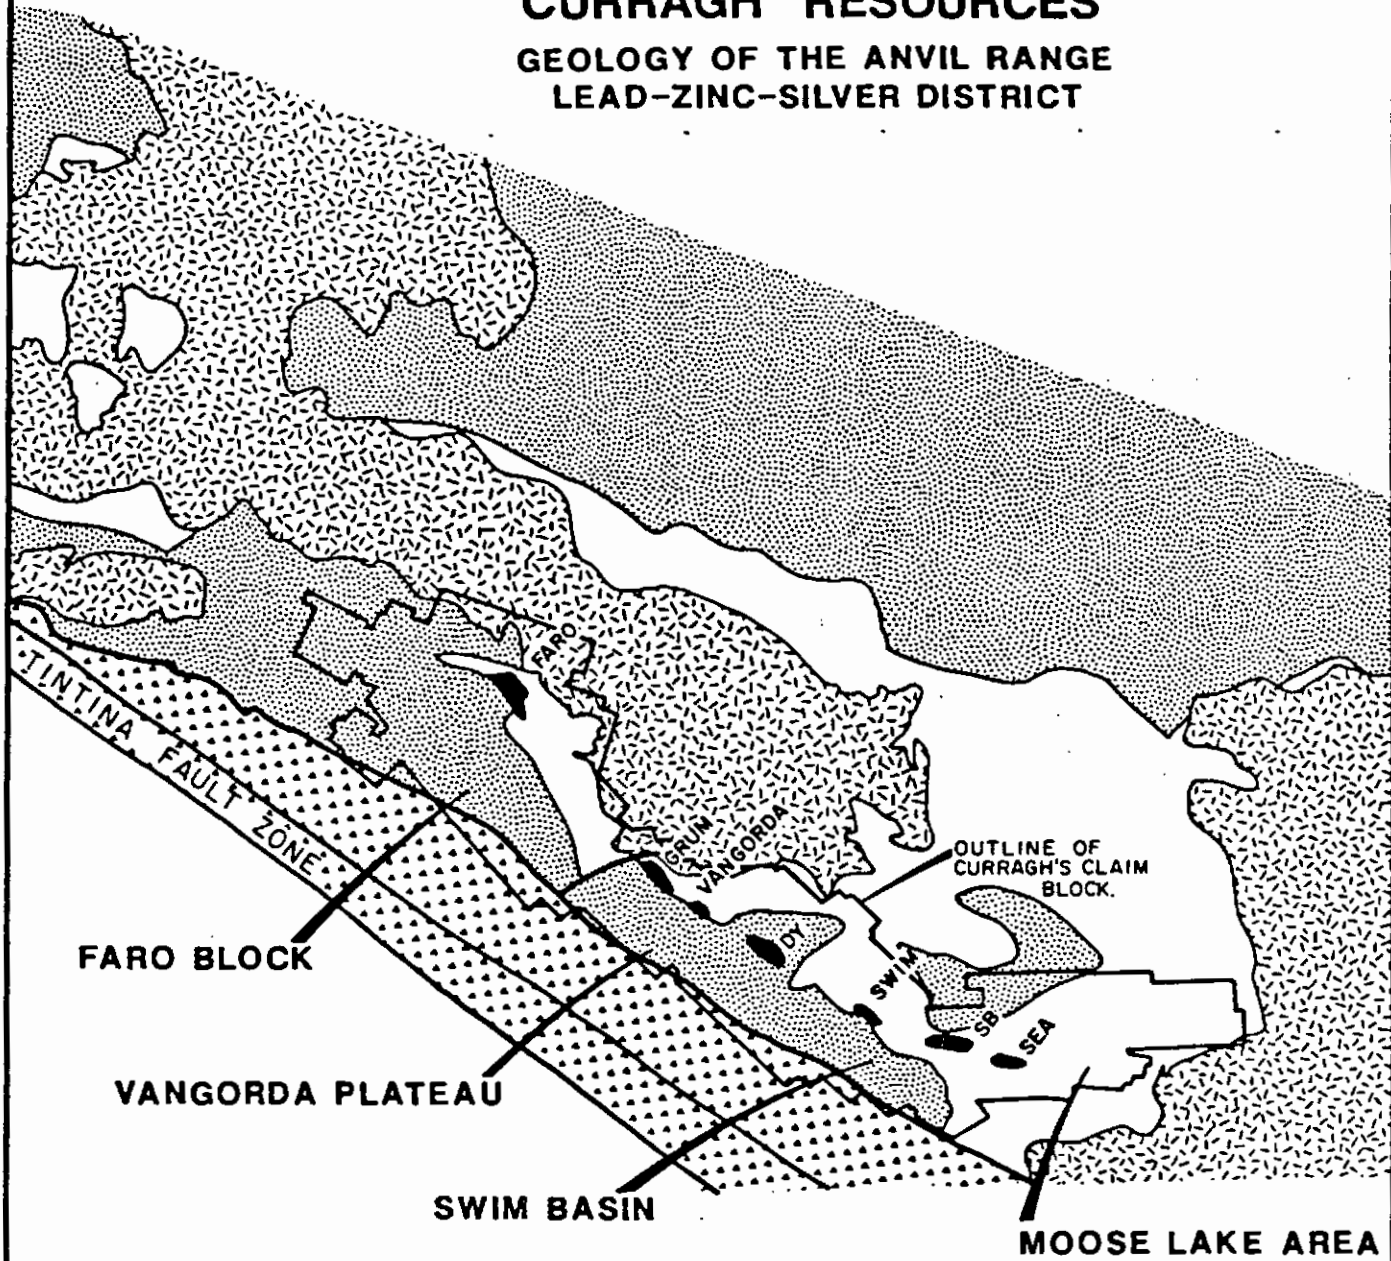 CURRAGH RESOURCES
GEOLOGY OF THE ANVIL RANGE
LEAD-ZINC-SILVER DISTRICT
FARO
TINTINA FAULT ZONE
GRUN
VANGORDA
OUTLINE OF
CURRAGH'S CLAIM
BLOCK.
DY
SWIM
SB
SEA
FARO BLOCK
VANGORDA PLATEAU
SWIM BASIN
MOOSE LAKE AREA